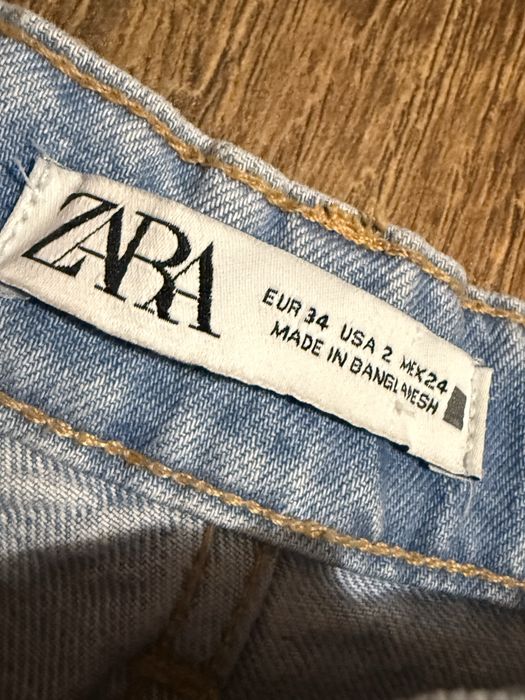 ZARA
EUR 34 USA 2 MEX 24
MADE IN BANGLADESH